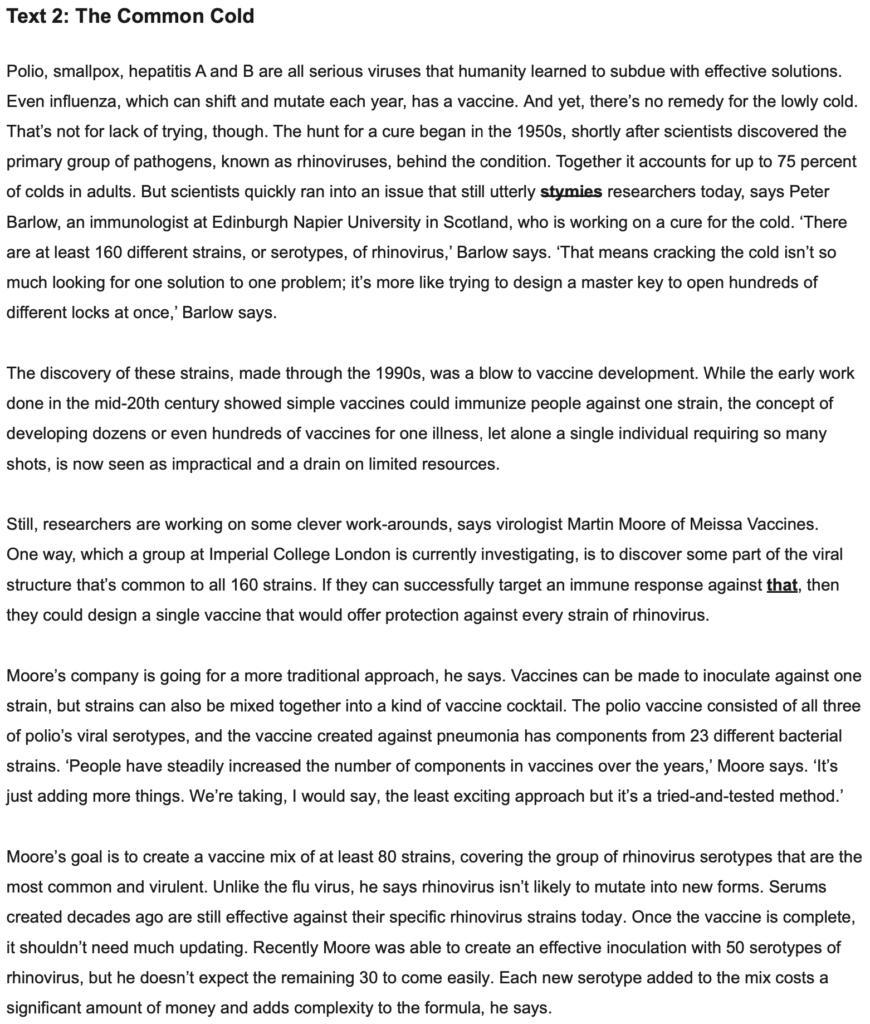 Text 2: The Common Cold
Polio, smallpox, hepatitis A and B are all serious viruses that humanity learned to subdue with effective solutions.
Even influenza, which can shift and mutate each year, has a vaccine. And yet, there's no remedy for the lowly cold.
That's not for lack of trying, though. The hunt for a cure began in the 1950s, shortly after scientists discovered the
primary group of pathogens, known as rhinoviruses, behind the condition. Together it accounts for up to 75 percent
of colds in adults. But scientists quickly ran into an issue that still utterly stymies researchers today, says Peter
Barlow, an immunologist at Edinburgh Napier University in Scotland, who is working on a cure for the cold. ‘There
are at least 160 different strains, or serotypes, of rhinovirus,’ Barlow says. ‘That means cracking the cold isn’t so
much looking for one solution to one problem; it’s more like trying to design a master key to open hundreds of
different locks at once,’ Barlow says.
The discovery of these strains, made through the 1990s, was a blow to vaccine development. While the early work
done in the mid-20th century showed simple vaccines could immunize people against one strain, the concept of
developing dozens or even hundreds of vaccines for one illness, let alone a single individual requiring so many
shots, is now seen as impractical and a drain on limited resources.
Still, researchers are working on some clever work-arounds, says virologist Martin Moore of Meissa Vaccines.
One way, which a group at Imperial College London is currently investigating, is to discover some part of the viral
structure that’s common to all 160 strains. If they can successfully target an immune response against that, then
they could design a single vaccine that would offer protection against every strain of rhinovirus.
Moore’s company is going for a more traditional approach, he says. Vaccines can be made to inoculate against one
strain, but strains can also be mixed together into a kind of vaccine cocktail. The polio vaccine consisted of all three
of polio’s viral serotypes, and the vaccine created against pneumonia has components from 23 different bacterial
strains. ‘People have steadily increased the number of components in vaccines over the years,’ Moore says. ‘It’s
just adding more things. We’re taking, I would say, the least exciting approach but it’s a tried-and-tested method.’
Moore’s goal is to create a vaccine mix of at least 80 strains, covering the group of rhinovirus serotypes that are the
most common and virulent. Unlike the flu virus, he says rhinovirus isn’t likely to mutate into new forms. Serums
created decades ago are still effective against their specific rhinovirus strains today. Once the vaccine is complete,
it shouldn’t need much updating. Recently Moore was able to create an effective inoculation with 50 serotypes of
rhinovirus, but he doesn’t expect the remaining 30 to come easily. Each new serotype added to the mix costs a
significant amount of money and adds complexity to the formula, he says.